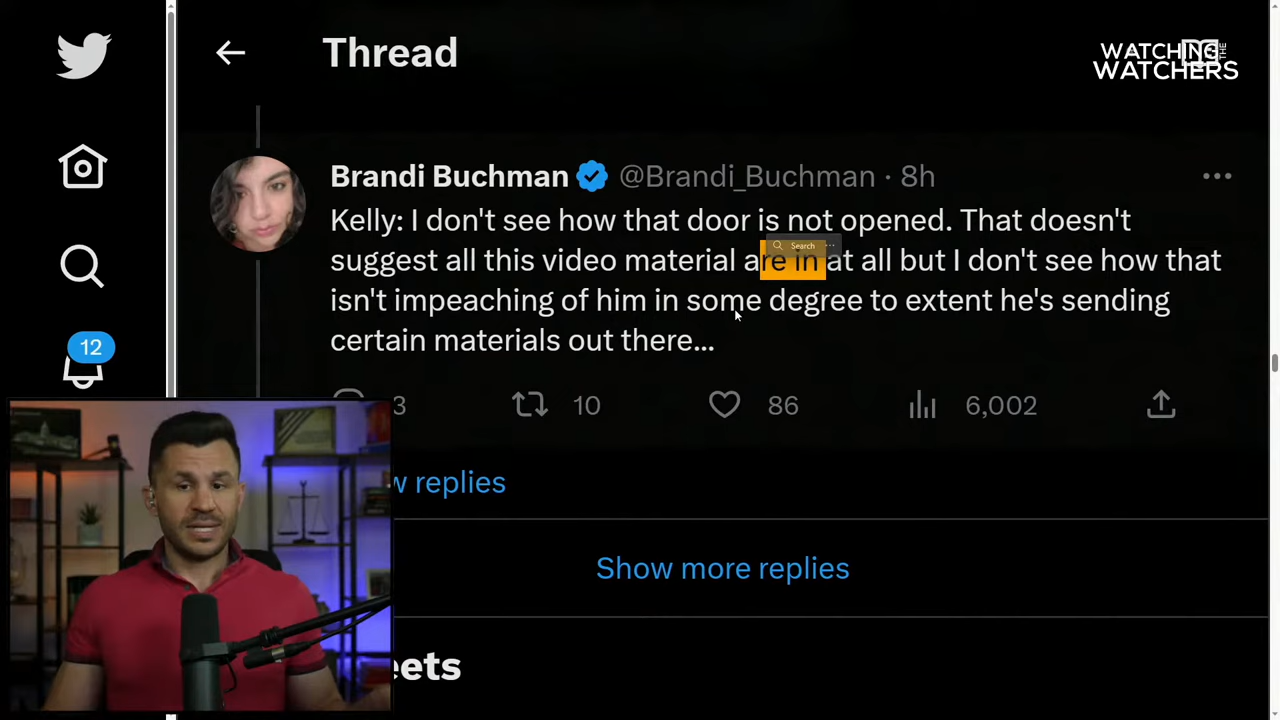 Thread
WATCHING THE
WATCHERS
Brandi Buchman @Brandi_Buchman · 8h
Kelly: I don't see how that door is not opened. That doesn't
Search ...
suggest all this video material are in at all but I don't see how that
isn't impeaching of him in some degree to extent he's sending
certain materials out there...
12
3 10 86 6,002
w replies
Show more replies
eets